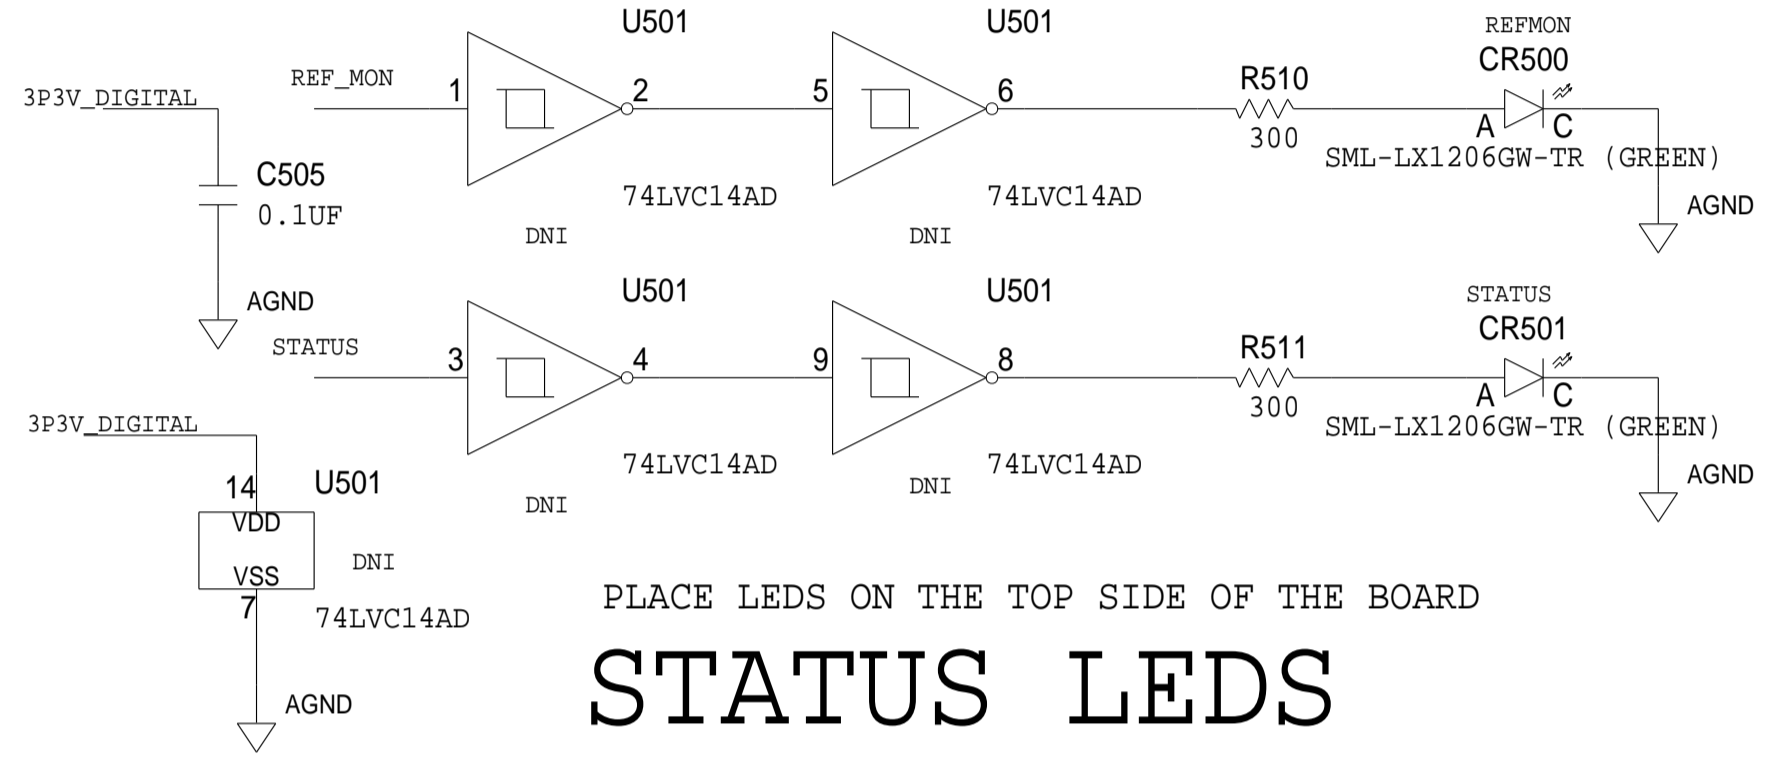 U501
U501
REFMON
CR500
3P3V_DIGITAL
REF_MON
1
2
5
6
R510
300
A
C
SML-LX1206GW-TR (GREEN)
C505
0.1UF
74LVC14AD
74LVC14AD
AGND
DNI
DNI
AGND
U501
U501
STATUS
CR501
STATUS
3
4
9
8
R511
300
A
C
SML-LX1206GW-TR (GREEN)
3P3V_DIGITAL
74LVC14AD
74LVC14AD
AGND
14
U501
DNI
DNI
VDD
VSS
DNI
7
74LVC14AD
AGND
PLACE LEDS ON THE TOP SIDE OF THE BOARD
STATUS LEDS